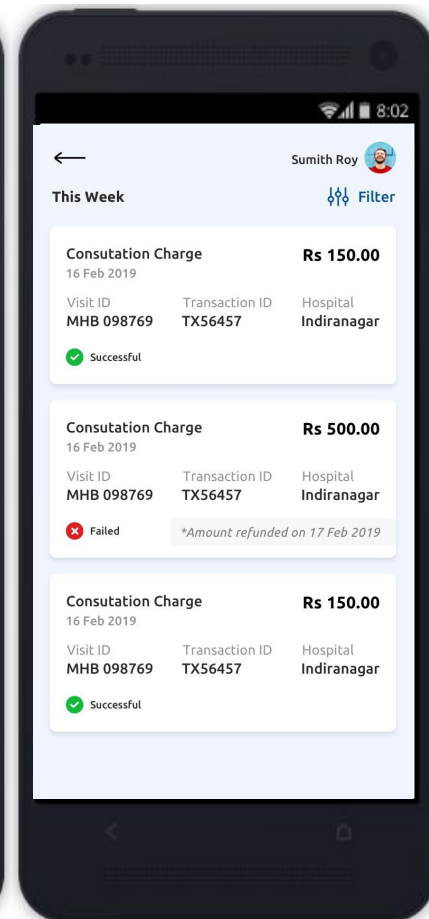 8:02
Sumith Roy
This Week
Filter
Consutation Charge
Rs 150.00
16 Feb 2019
Visit ID Transaction ID Hospital
MHB 098769 TX56457 Indiranagar
Successful
Consutation Charge
Rs 500.00
16 Feb 2019
Visit ID Transaction ID Hospital
MHB 098769 TX56457 Indiranagar
Failed *Amount refunded on 17 Feb 2019
Consutation Charge
Rs 150.00
16 Feb 2019
Visit ID Transaction ID Hospital
MHB 098769 TX56457 Indiranagar
Successful